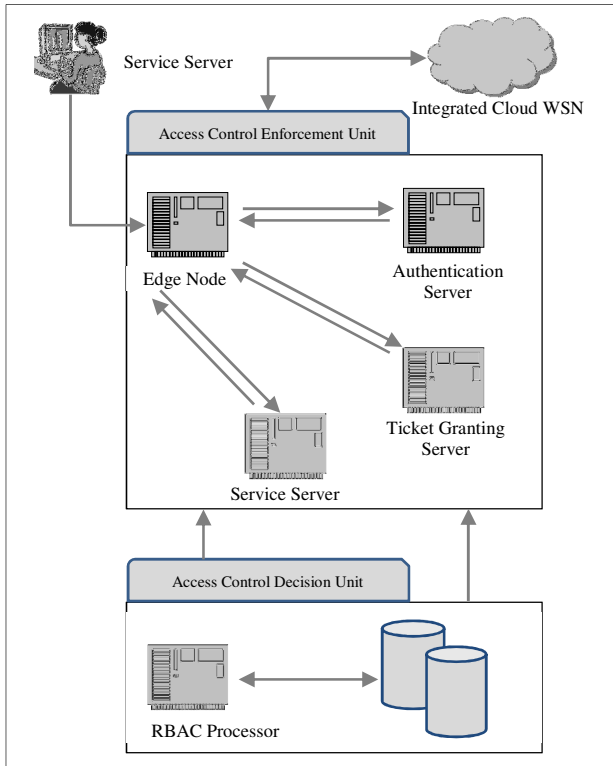 Service Server
Integrated Cloud WSN
Access Control Enforcement Unit
Edge Node
Authentication
Server
Ticket Granting
Server
Service Server
Access Control Decision Unit
RBAC Processor